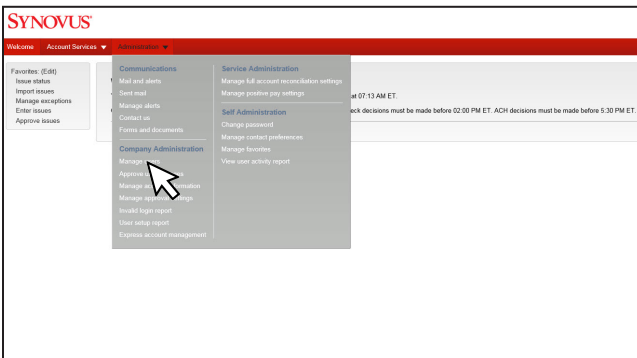 SYNOVUS
Welcome Account Services Administration
Favorites: (Edit)
Issue status
Import issues
Manage exceptions
Enter issues
Approve issues
Communications
Mail and alerts
Sent mail
Manage alerts
Contact us
Forms and documents
Company Administration
Manage users
Approve
Manage
Manage approval
Invalid login report
User setup report
Express account management
Service Administration
Manage full account reconciliation settings
Manage positive pay settings
Self Administration
Change password
Manage contact preferences
Manage favorites
View user activity report
at 07:13 AM ET.
eck decisions must be made before 02:00 PM ET. ACH decisions must be made before 5:30 PM ET.